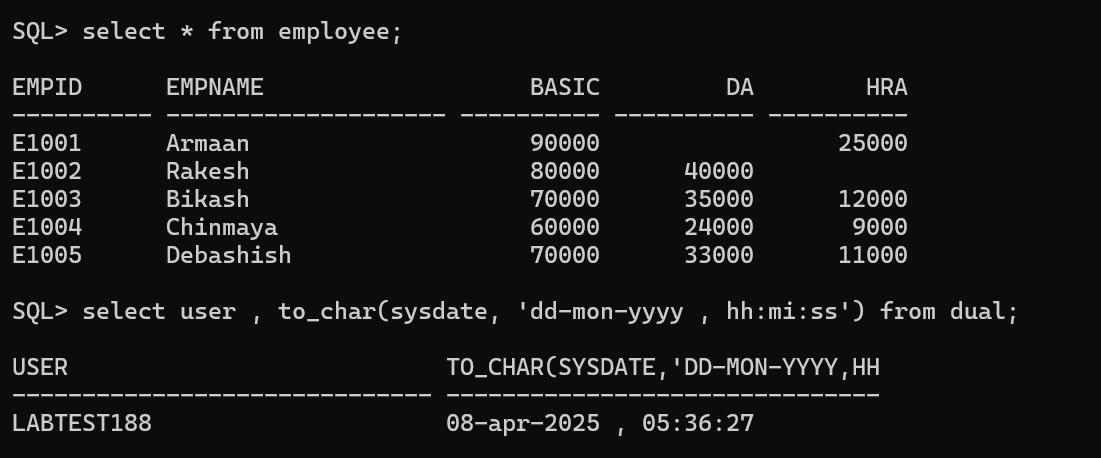 SQL> select * from employee;
EMPID      EMPNAME                   BASIC         DA        HRA
---------- -------------------- ---------- ---------- ----------
E1001      Armaan                    90000                 25000
E1002      Rakesh                    80000      40000
E1003      Bikash                    70000      35000      12000
E1004      Chinmaya                  60000      24000       9000
E1005      Debashish                 70000      33000      11000
SQL> select user , to_char(sysdate, 'dd-mon-yyyy , hh:mi:ss') from dual;
USER                           TO_CHAR(SYSDATE,'DD-MON-YYYY,HH
------------------------------ -------------------------------
LABTEST188                     08-apr-2025 , 05:36:27